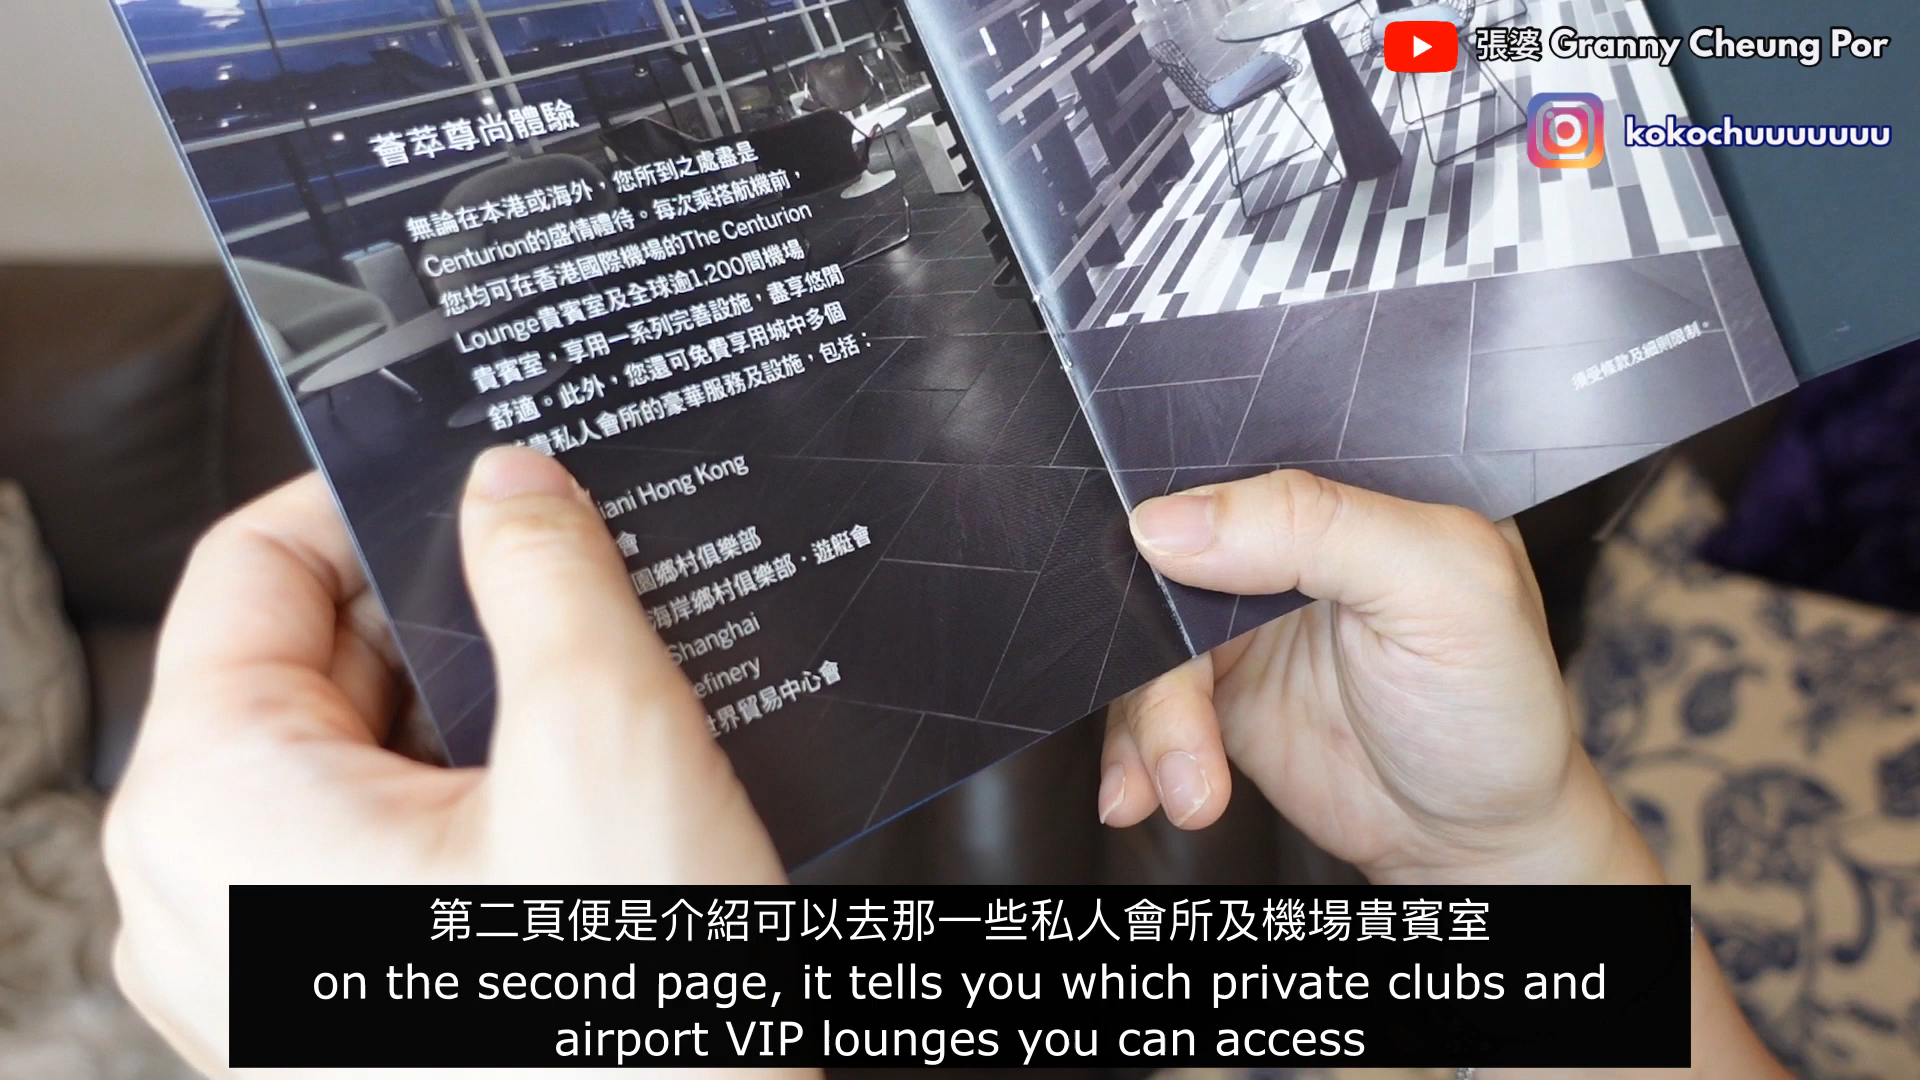 張婆 Granny Cheung Por
kokochuuuuuuu
薈萃尊尚體驗
無論在本港或海外，您所到之處盡是
Centurion的盛情禮待。每次乘搭航機前，
您均可在香港國際機場的The Centurion
Lounge貴賓室及全球逾1,200間機場
貴賓室，享用一系列完善設施，盡享悠閒
舒適。此外，您還可免費享用城中多個
貴私人會所的豪華服務及設施，包括：
iani Hong Kong
會
園鄉村俱樂部
海岸鄉村俱樂部．遊艇會
Shanghai
efinery
世界貿易中心會
須受條款及細則限制。
第二頁便是介紹可以去那一些私人會所及機場貴賓室
on the second page, it tells you which private clubs and
airport VIP lounges you can access